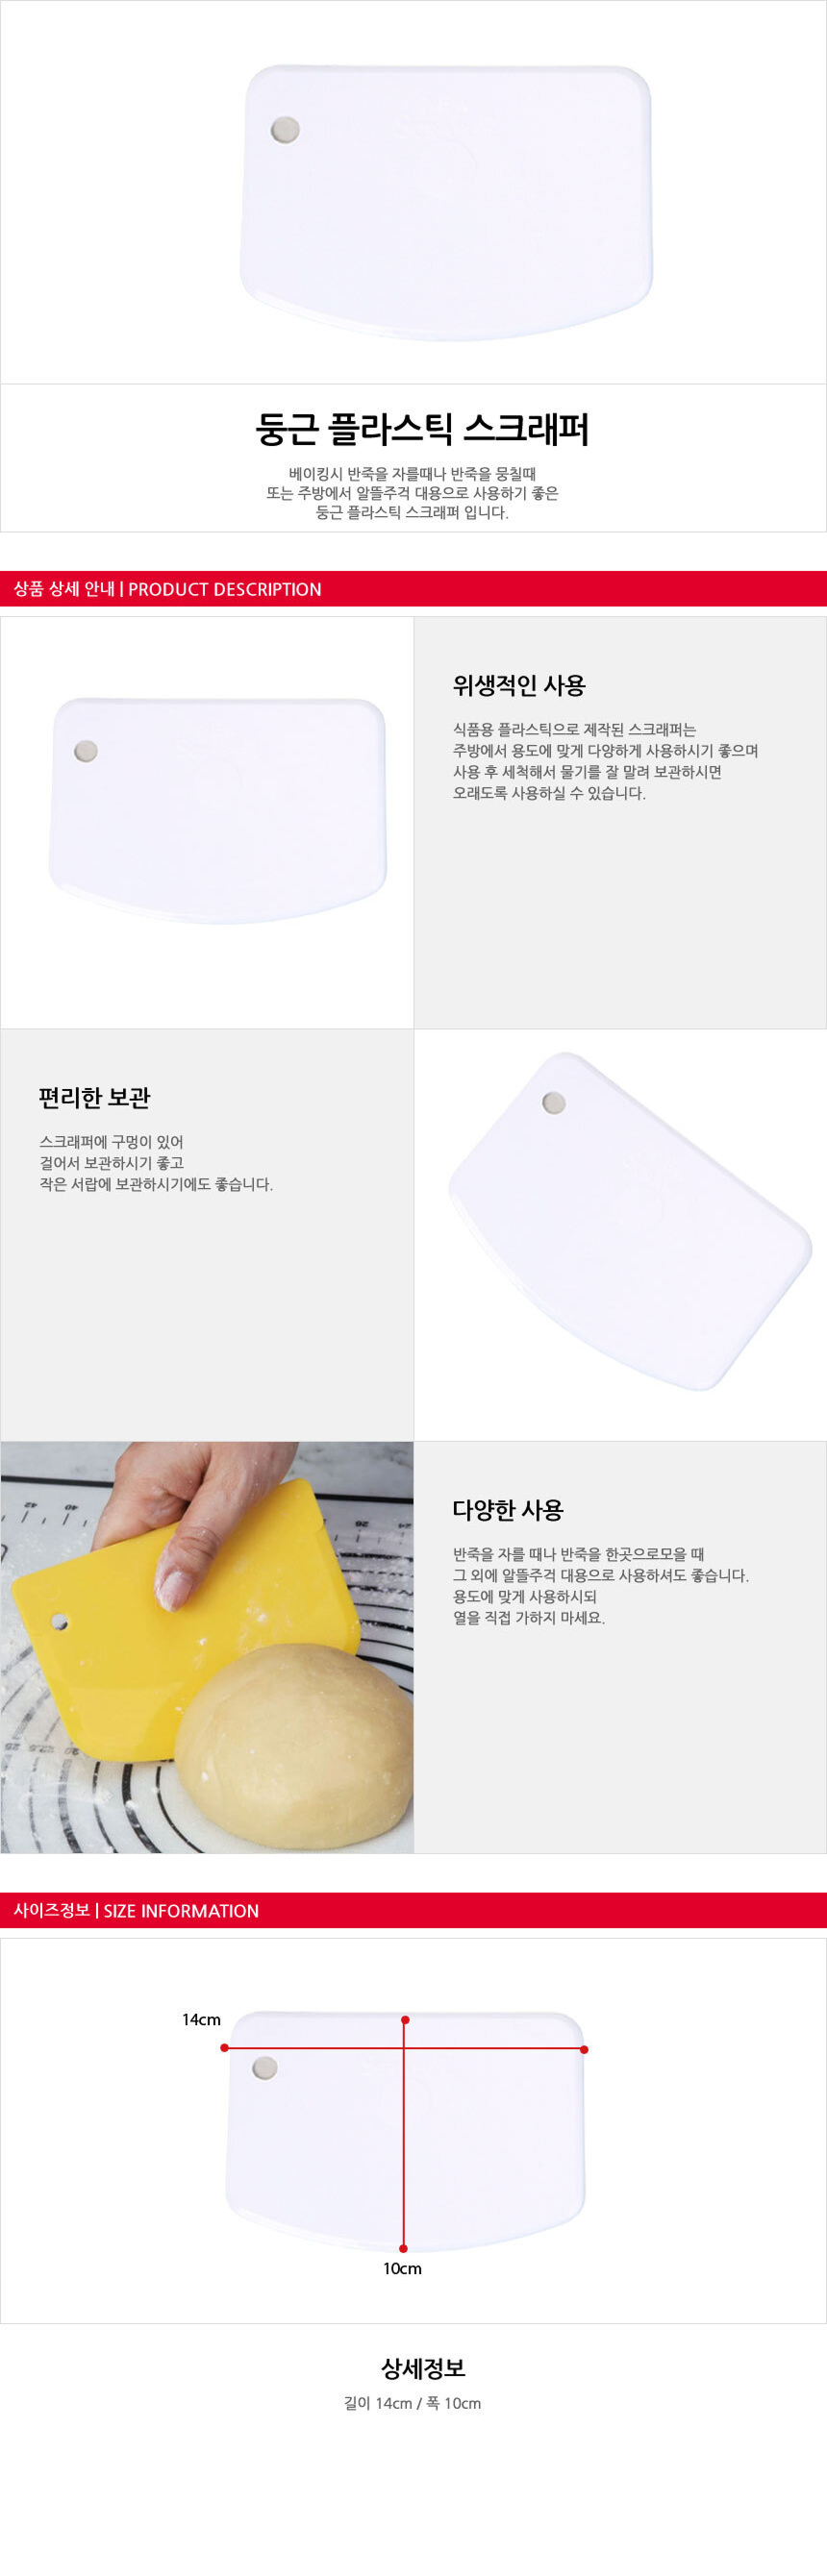 둥근 플라스틱 스크래퍼
베이킹시 반죽을 자를때나 반죽을 뭉칠때
또는 주방에서 알뜰주걱 대용으로 사용하기 좋은
둥근 플라스틱 스크래퍼 입니다.
상품 상세 안내 | PRODUCT DESCRIPTION
위생적인 사용
식품용 플라스틱으로 제작된 스크래퍼는
주방에서 용도에 맞게 다양하게 사용하시기 좋으며
사용 후 세척해서 물기를 잘 말려 보관하시면
오래도록 사용하실 수 있습니다.
편리한 보관
스크래퍼에 구멍이 있어
걸어서 보관하시기 좋고
작은 서랍에 보관하시기에도 좋습니다.
42 40
다양한 사용
반죽을 자를 때나 반죽을 한곳으로모을 때
그 외에 알뜰주걱 대용으로 사용하셔도 좋습니다.
용도에 맞게 사용하시되
열을 직접 가하지 마세요.
사이즈정보 | SIZE INFORMATION
14cm
10cm
상세정보
길이 14cm / 폭 10cm